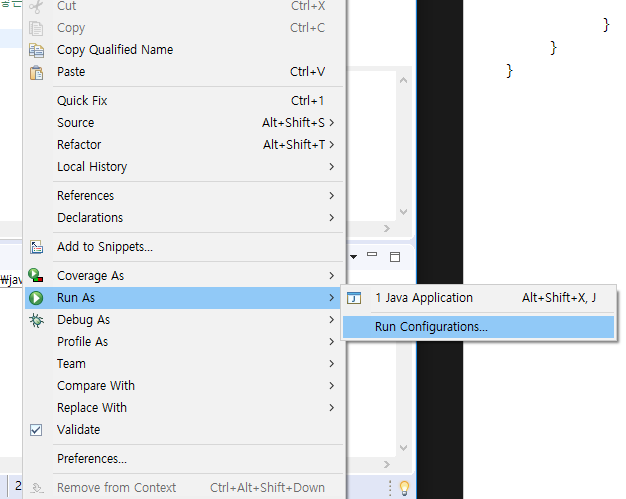 Cut Ctrl+X
Copy Ctrl+C
Copy Qualified Name
Paste Ctrl+V
Quick Fix Ctrl+1
Source Alt+Shift+S >
Refactor Alt+Shift+T >
Local History >
References >
Declarations >
Add to Snippets...
Coverage As >
Run As >
1 Java Application Alt+Shift+X, J
Run Configurations...
Debug As >
Profile As >
Team >
Compare With >
Replace With >
Validate
Preferences...
Remove from Context Ctrl+Alt+Shift+Down
₩jav
2
}
}
}